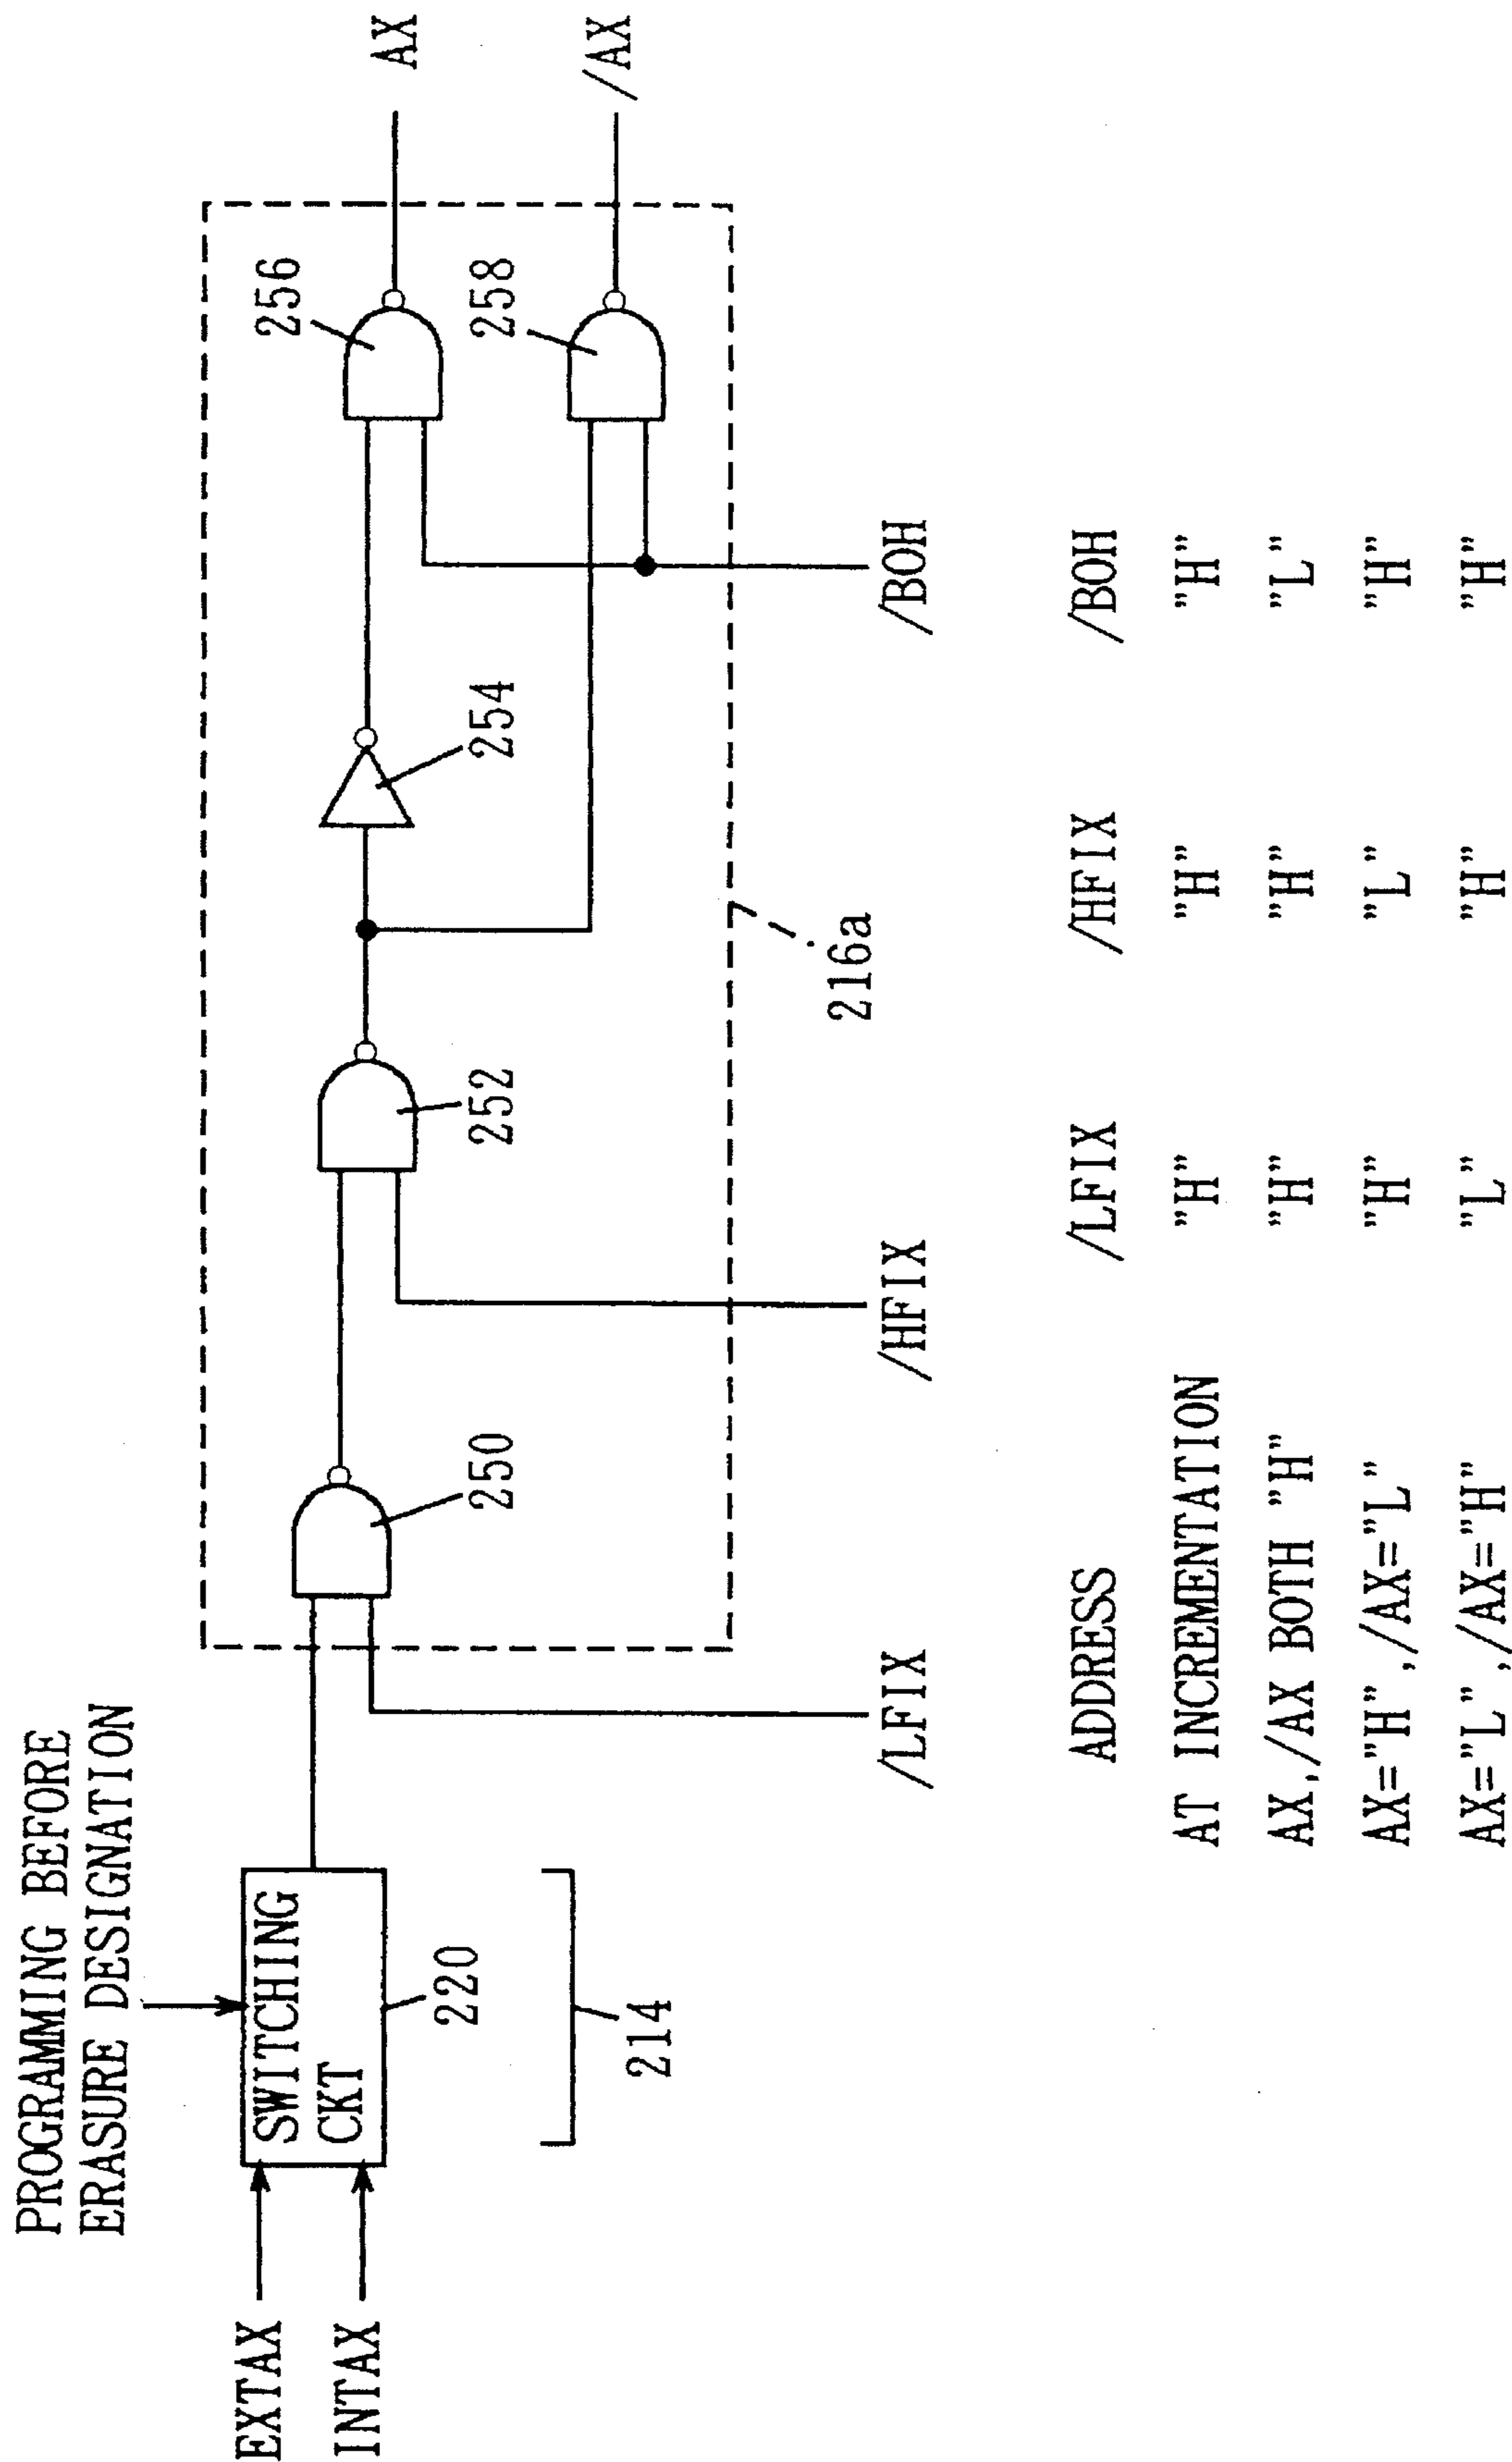 PROGRAMMING BEFORE
ERASURE DESIGNATION
EXTAX
INTAX
SWITCHING
CKT
220
214
250
252
254
256
258
AX
/AX
216a
/LFIX
/HFIX
/BOH
ADDRESS /LFIX /HFIX /BOH
AT INCREMENTATION "H" "H" "H"
AX,/AX BOTH "H" "H" "H" "L"
AX="H",/AX="L" "H" "L" "H"
AX="L",/AX="H" "L" "H" "H"